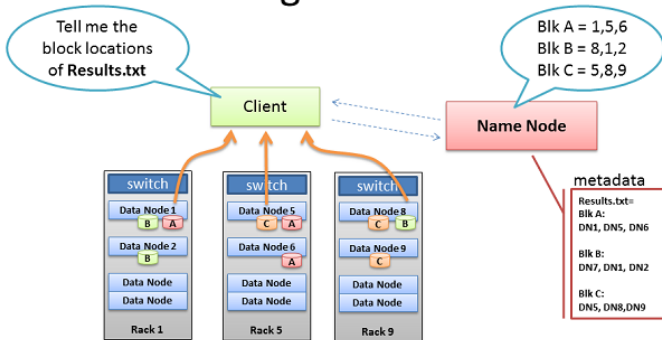 Tell me the
block locations
of Results.txt
Blk A = 1,5,6
Blk B = 8,1,2
Blk C = 5,8,9
Client
Name Node
switch
Data Node 1
B
A
Data Node 2
B
Data Node
Data Node
Rack 1
switch
Data Node 5
C
A
Data Node 6
A
Data Node
Data Node
Rack 5
switch
Data Node 8
C
B
Data Node 9
C
Data Node
Data Node
Rack 9
metadata
Results.txt=
Blk A:
DN1, DN5, DN6
Blk B:
DN7, DN1, DN2
Blk C:
DN5, DN8,DN9